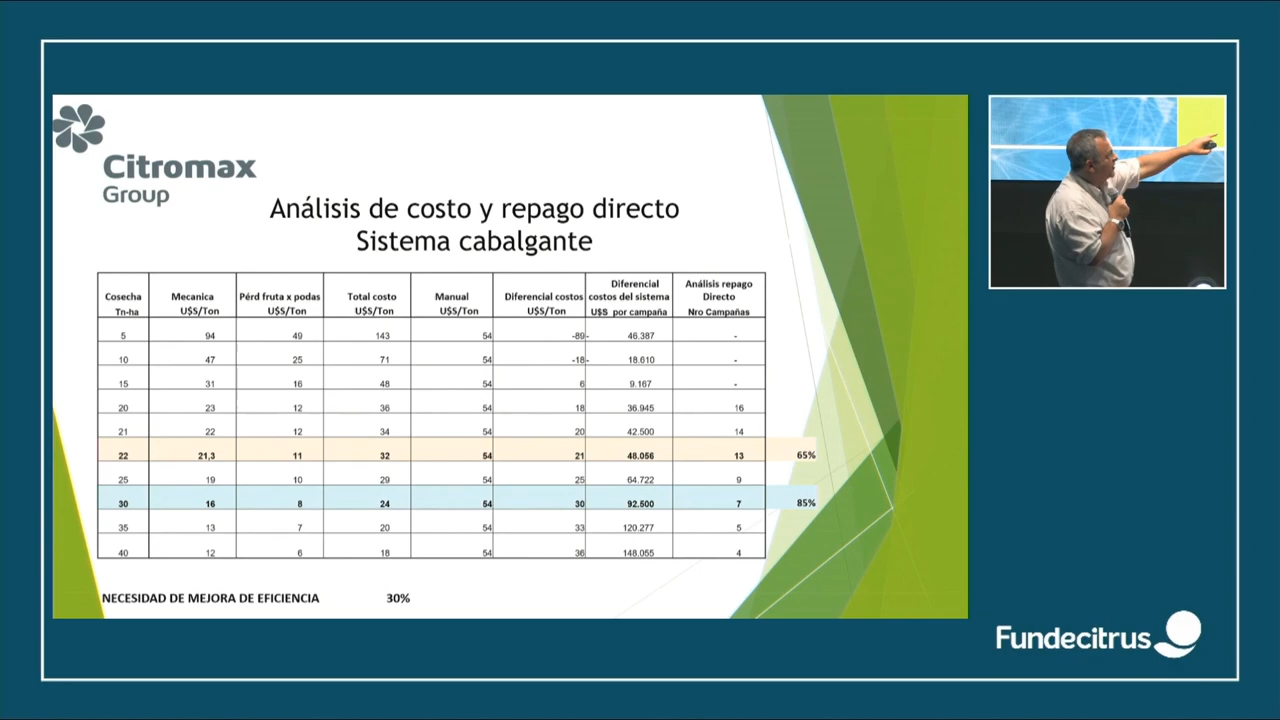 Citromax
Group
Análisis de costo y repago directo
Sistema cabalgante
Cosecha Mecanica Pérd fruta x podas Total costo Manual Diferencial costos Diferencial costos del sistema Análisis repago Directo
Tn-ha U$S/Ton U$S/Ton U$S/Ton U$S/Ton U$S/Ton U$S por campaña Nro Campañas
5 94 49 143 54 -89 - 46.387 -
10 47 25 71 54 -18 - 18.610 -
15 31 16 48 54 6 9.167 -
20 23 12 36 54 18 36.945 16
21 22 12 34 54 20 42.500 14
22 21,3 11 32 54 21 48.056 13 65%
25 19 10 29 54 25 64.722 9
30 16 8 24 54 30 92.500 7 85%
35 13 7 20 54 33 120.277 5
40 12 6 18 54 36 148.055 4
NECESIDAD DE MEJORA DE EFICIENCIA 30%
Fundecitrus